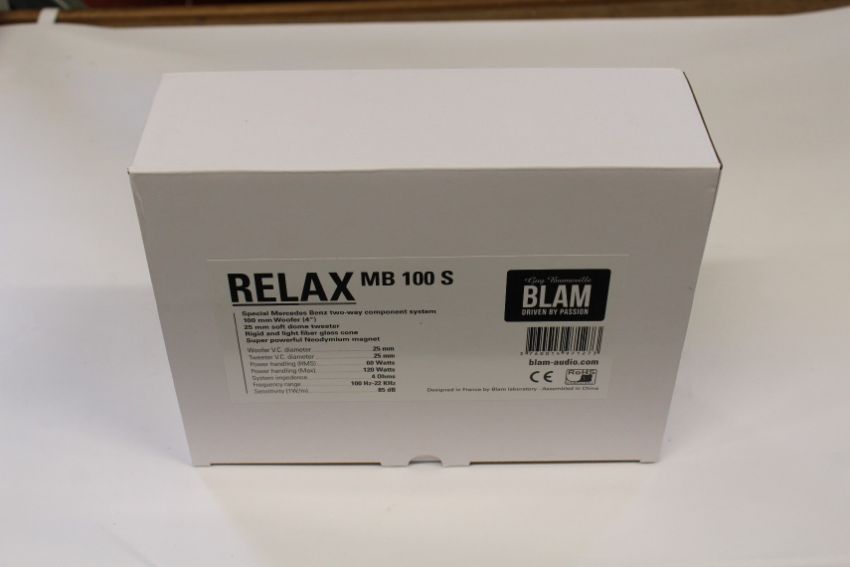 RELAX MB 100 S
Special Mercedes Benz two-way component system
100 mm Woofer (4")
25 mm soft dome tweeter
Rigid and light fiber glass cone
Super powerful Neodymium magnet
Woofer V.C. diameter 25 mm
Tweeter V.C. diameter 25 mm
Power handling (RMS) 60 Watts
Power handling (Max) 120 Watts
System impedance 4 Ohms
Frequency range 100 Hz-22 KHz
Sensitivity (1W/m) 85 dB
Guy Bonneville
BLAM
DRIVEN BY PASSION
blam-audio.com
CE
RoHS
Designed in France by Blam laboratory - Assembled in China